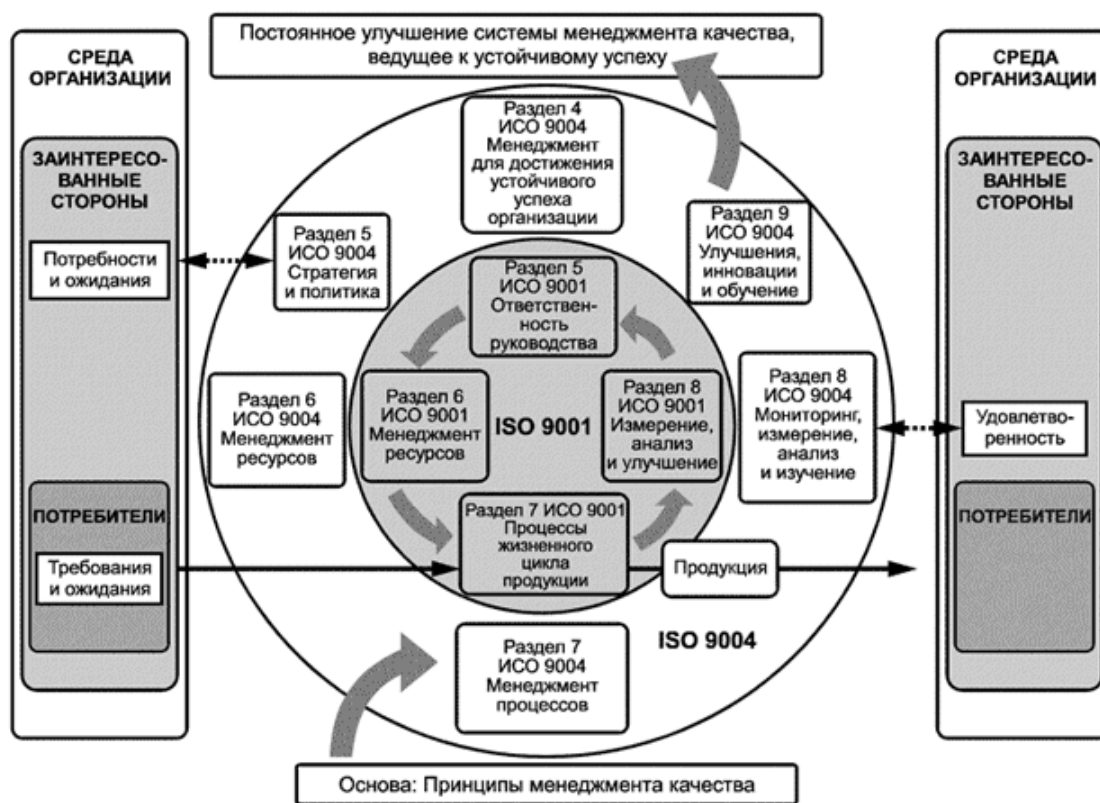 Постоянное улучшение системы менеджмента качества,
ведущее к устойчивому успеху
СРЕДА
ОРГАНИЗАЦИИ
ЗАИНТЕРЕСО-
ВАННЫЕ
СТОРОНЫ
Потребности
и ожидания
ПОТРЕБИТЕЛИ
Требования
и ожидания
Раздел 4
ИСО 9004
Менеджмент
для достижения
устойчивого
успеха
организации
Раздел 5
ИСО 9004
Стратегия
и политика
Раздел 9
ИСО 9004
Улучшения,
инновации
и обучение
Раздел 5
ИСО 9001
Ответствен-
ность
руководства
Раздел 6
ИСО 9004
Менеджмент
ресурсов
Раздел 6
ИСО 9001
Менеджмент
ресурсов
ISO 9001
Раздел 8
ИСО 9001
Измерение,
анализ
и улучшение
Раздел 8
ИСО 9004
Мониторинг,
измерение,
анализ
и изучение
Раздел 7 ИСО 9001
Процессы
жизненного
цикла
продукции
Продукция
ISO 9004
Раздел 7
ИСО 9004
Менеджмент
процессов
СРЕДА
ОРГАНИЗАЦИИ
ЗАИНТЕРЕСО-
ВАННЫЕ
СТОРОНЫ
Удовлетво-
ренность
ПОТРЕБИТЕЛИ
Основа: Принципы менеджмента качества